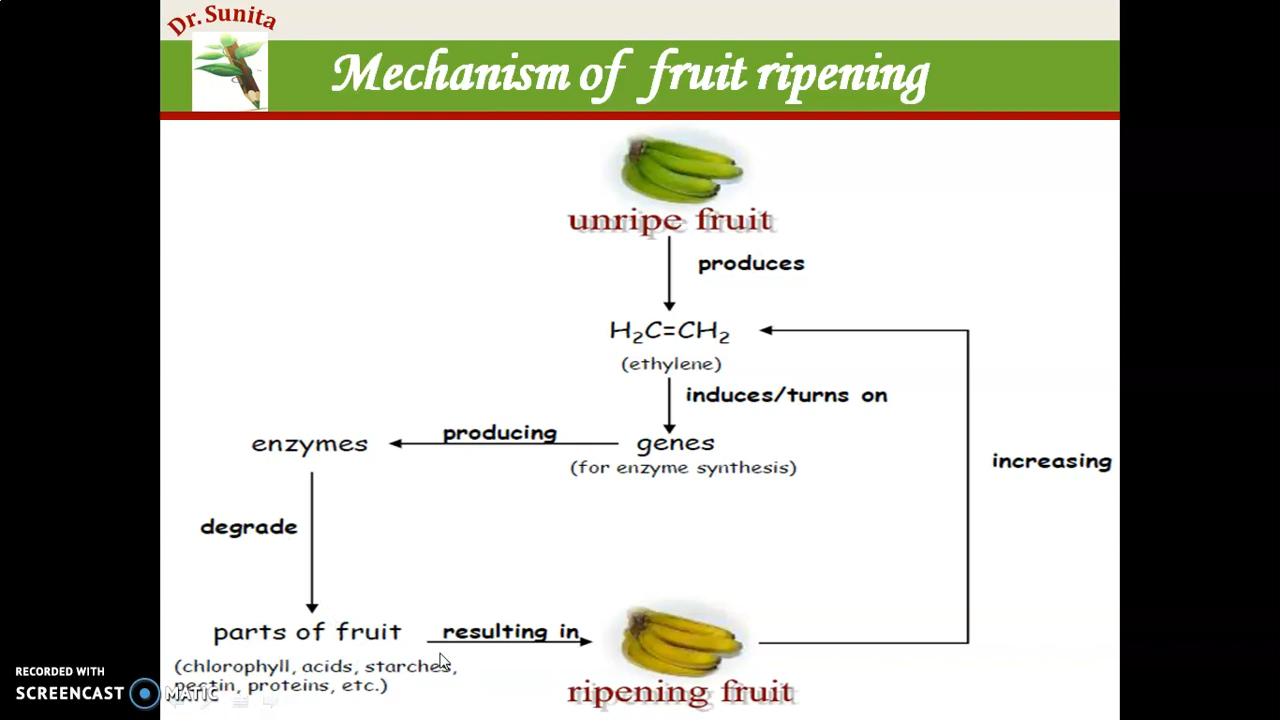 Dr. Sunita
Mechanism of fruit ripening
unripe fruit
produces
H₂C=CH₂
(ethylene)
induces/turns on
enzymes
producing
genes
(for enzyme synthesis)
increasing
degrade
parts of fruit
resulting in
(chlorophyll, acids, starches,
pectin, proteins, etc.)
ripening fruit
RECORDED WITH
SCREENCAST MATIC